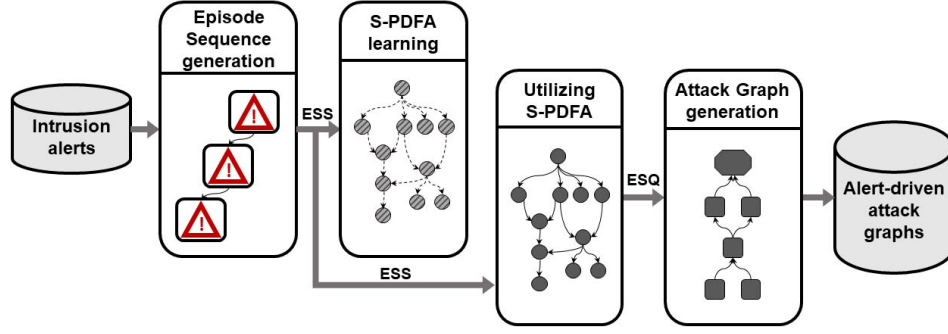 Intrusion
alerts
Episode
Sequence
generation
!
!
!
ESS
S-PDFA
learning
ESS
Utilizing
S-PDFA
ESQ
Attack Graph
generation
Alert-driven
attack
graphs